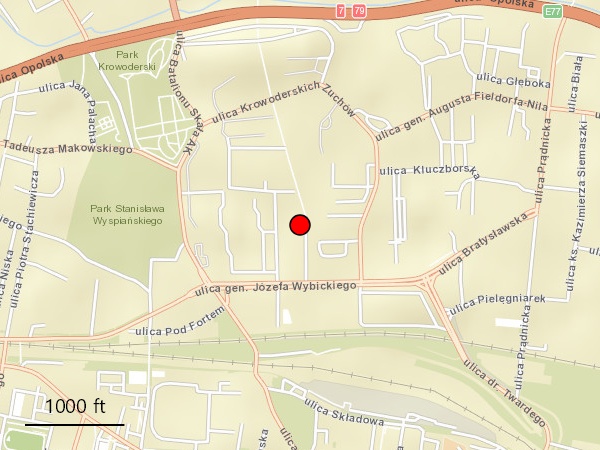 7
79
Opolska
E77
ulica Opolska
Park
Krowoderski
ulica Batalionu Skała AK
ulica Jana Pałacha
ulica Krowoderskich Zuchów
ulica Głęboka
ulica Biała
ulica gen. Augusta Fieldorfa-Nila
Tadeusza Makowskiego
ulica Kluczborska
ulica Prądnicka
ulica ks. Kazimierza Siemaszki
Park Stanisława
Wyspiańskiego
ulica Piotra Stachiewicza
Niska
ulica Bratysławska
ulica gen. Józefa Wybickiego
ulica Pielęgniarek
ulica Pod Fortem
ulica Prądnicka
ulica dr. Twardego
1000 ft
ulica Składowa
ulica